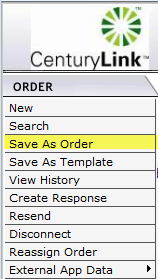 CenturyLink™
ORDER
New
Search
Save As Order
Save As Template
View History
Create Response
Resend
Disconnect
Reassign Order
External App Data